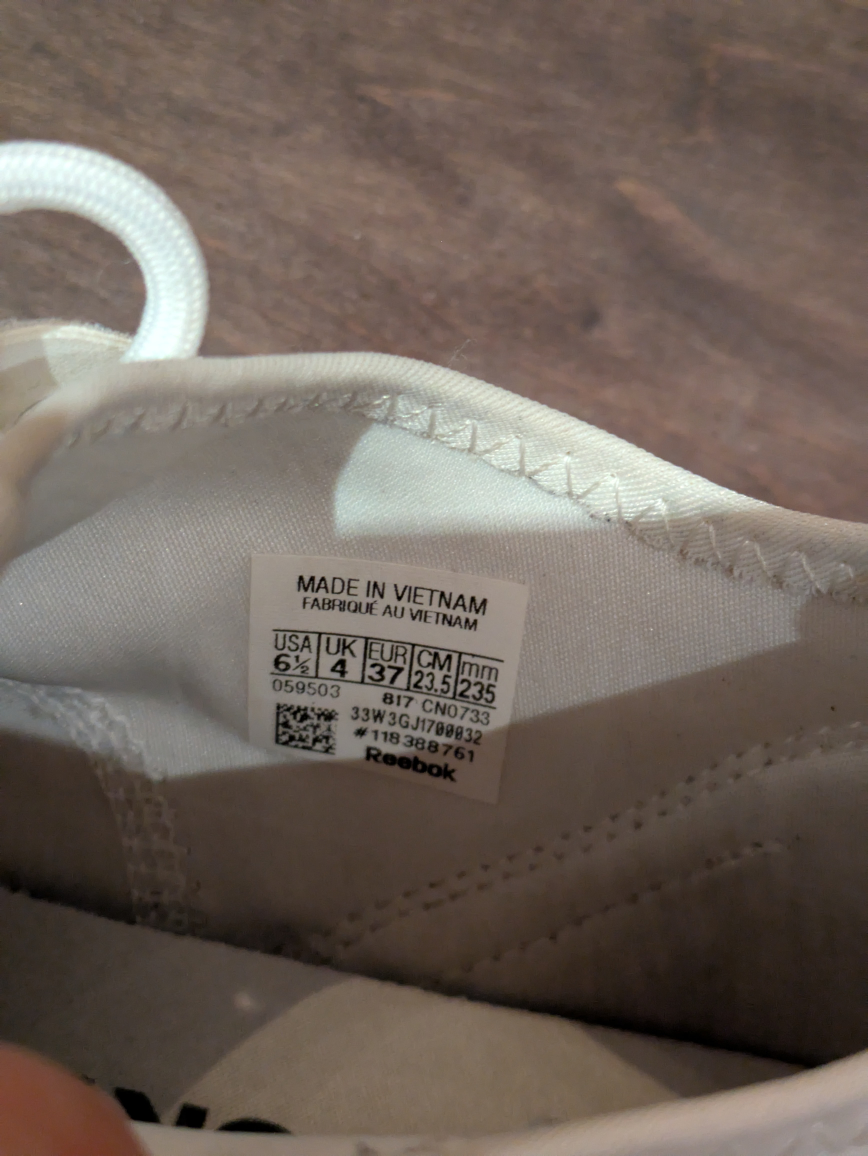 MADE IN VIETNAM
FABRIQUÉ AU VIETNAM
USA UK EUR CM mm
6½ 4 37 23.5 235
059503 817 CN0733
33W3GJ1700032
#118388761
Reebok